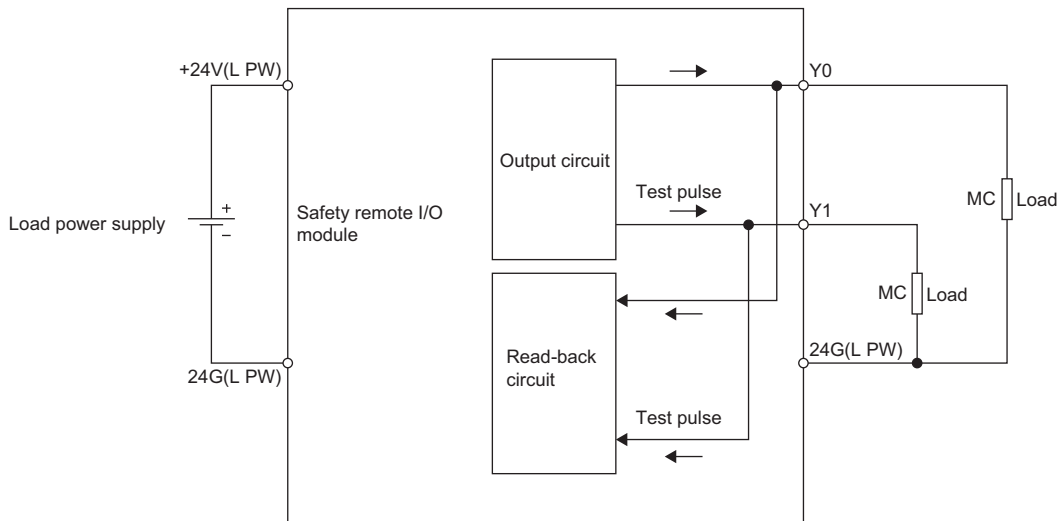 +24V(L PW)
Y0
Output circuit
Test pulse
MC
Load
+
Load power supply
–
Safety remote I/O
module
Y1
MC
Load
24G(L PW)
24G(L PW)
Read-back
circuit
Test pulse